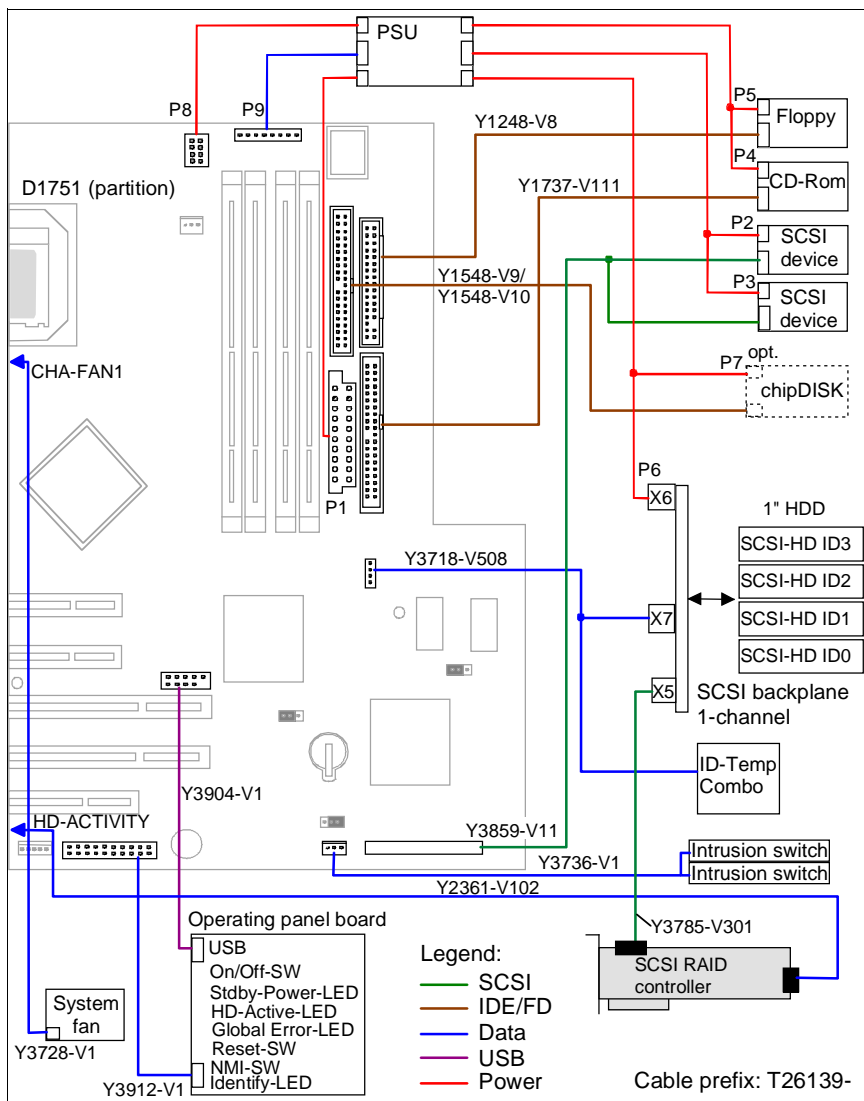 PSU
P8
P9
P5
Floppy
Y1248-V8
P4
CD-Rom
Y1737-V111
D1751 (partition)
P2
SCSI
device
Y1548-V9/
Y1548-V10
P3
SCSI
device
opt.
P7
chipDISK
CHA-FAN1
P6
P1
X6
1" HDD
SCSI-HD ID3
Y3718-V508
SCSI-HD ID2
X7
SCSI-HD ID1
SCSI-HD ID0
X5
SCSI backplane
1-channel
ID-Temp
Combo
Y3904-V1
HD-ACTIVITY
Y3859-V11
Y3736-V1
Intrusion switch
Intrusion switch
Y2361-V102
Operating panel board
Y3785-V301
USB
On/Off-SW
Stdby-Power-LED
HD-Active-LED
Global Error-LED
Reset-SW
NMI-SW
Identify-LED
Legend:
SCSI
IDE/FD
Data
USB
Power
SCSI RAID
controller
System
fan
Y3728-V1
Y3912-V1
Cable prefix: T26139-